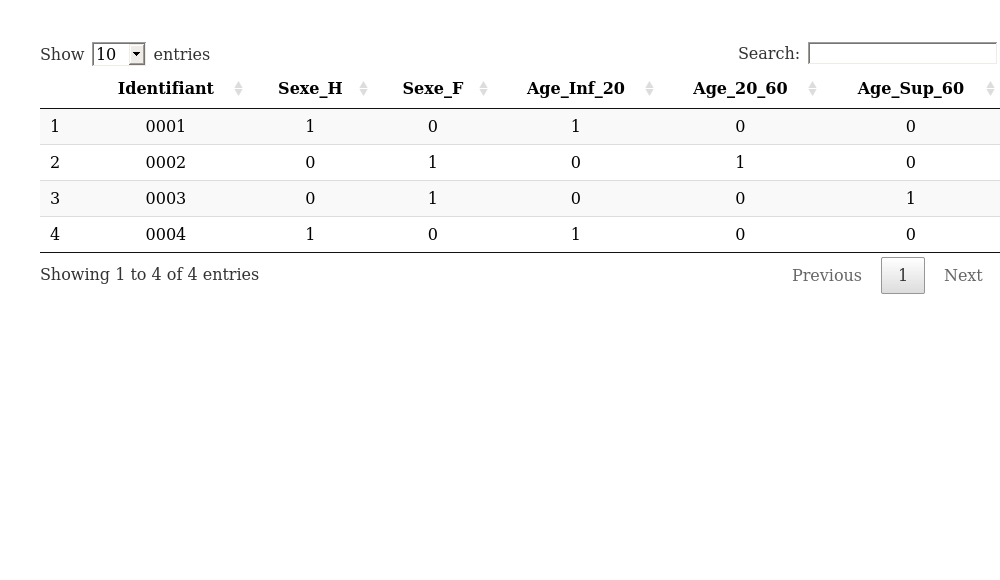 Show 10 entries Search:
Identifiant Sexe_H Sexe_F Age_Inf_20 Age_20_60 Age_Sup_60
1 0001 1 0 1 0 0
2 0002 0 1 0 1 0
3 0003 0 1 0 0 1
4 0004 1 0 1 0 0
Showing 1 to 4 of 4 entries Previous 1 Next